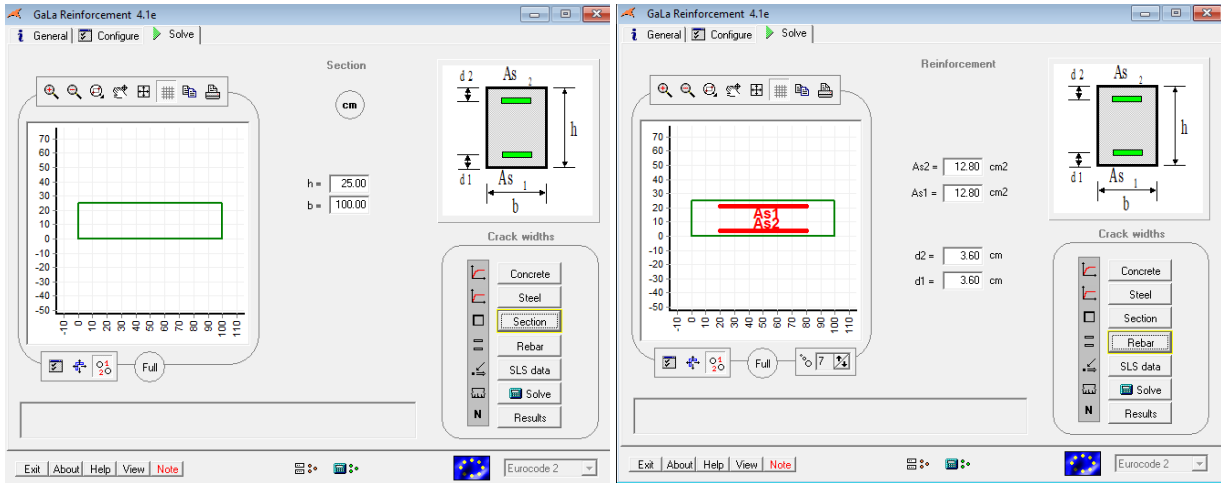 GaLa Reinforcement 4.1e
General
Configure
Solve
Section
cm
h = 25.00
b = 100.00
70
60
50
40
30
20
10
0
-10
-20
-30
-40
-50
-10 0 10 20 30 40 50 60 70 80 90 100 110
Full
d 2 As 2
h
d 1 As 1
b
Crack widths
Concrete
Steel
Section
Rebar
SLS data
Solve
N Results
Exit About Help View Note
Eurocode 2
GaLa Reinforcement 4.1e
General
Configure
Solve
Reinforcement
As2 = 12.80 cm2
As1 = 12.80 cm2
d2 = 3.60 cm
d1 = 3.60 cm
70
60
50
40
30
20
10
0
-10
-20
-30
-40
-50
As1
As2
-10 0 10 20 30 40 50 60 70 80 90 100 110
Full
7
d 2 As 2
h
d 1 As 1
b
Crack widths
Concrete
Steel
Section
Rebar
SLS data
Solve
N Results
Exit About Help View Note
Eurocode 2